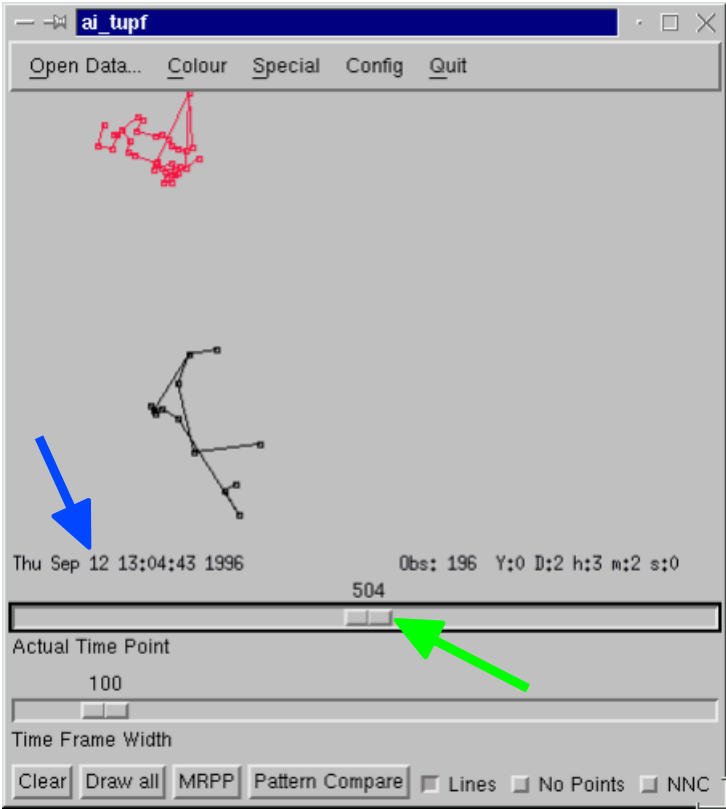 ai_tupf
Open Data... Colour Special Config Quit
Thu Sep 12 13:04:43 1996 Obs: 196 Y:0 D:2 h:3 m:2 s:0
504
Actual Time Point
100
Time Frame Width
Clear Draw all MRPP Pattern Compare Lines No Points NNC